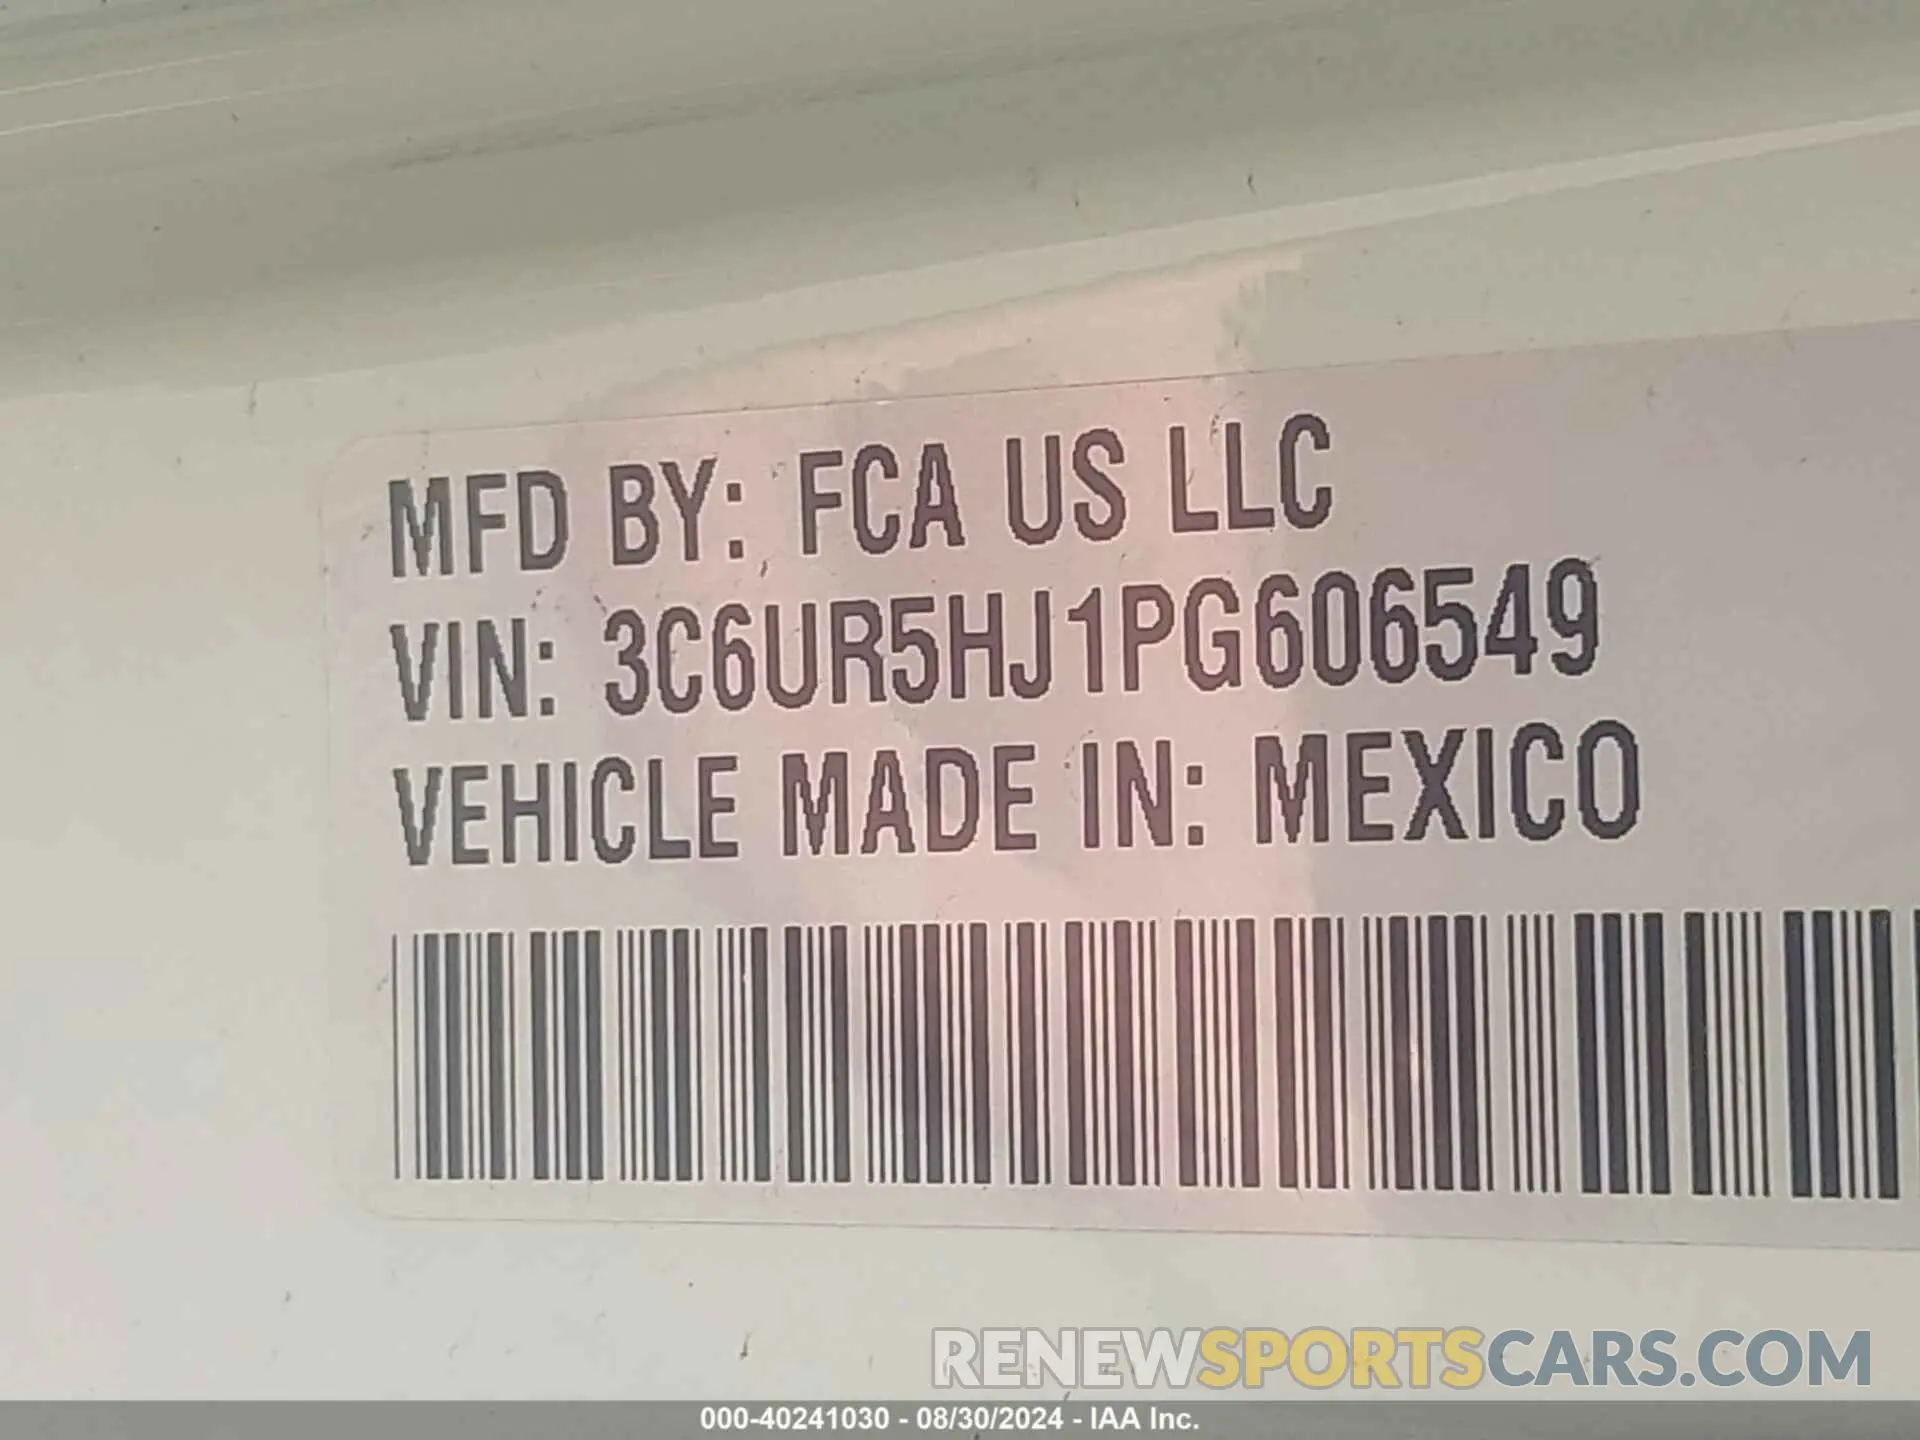 MFD BY: FCA US LLC
VIN: 3C6UR5HJ1PG606549
VEHICLE MADE IN: MEXICO
RENEWSPORTSCARS.COM
000-40241030 - 08/30/2024 - IAA Inc.